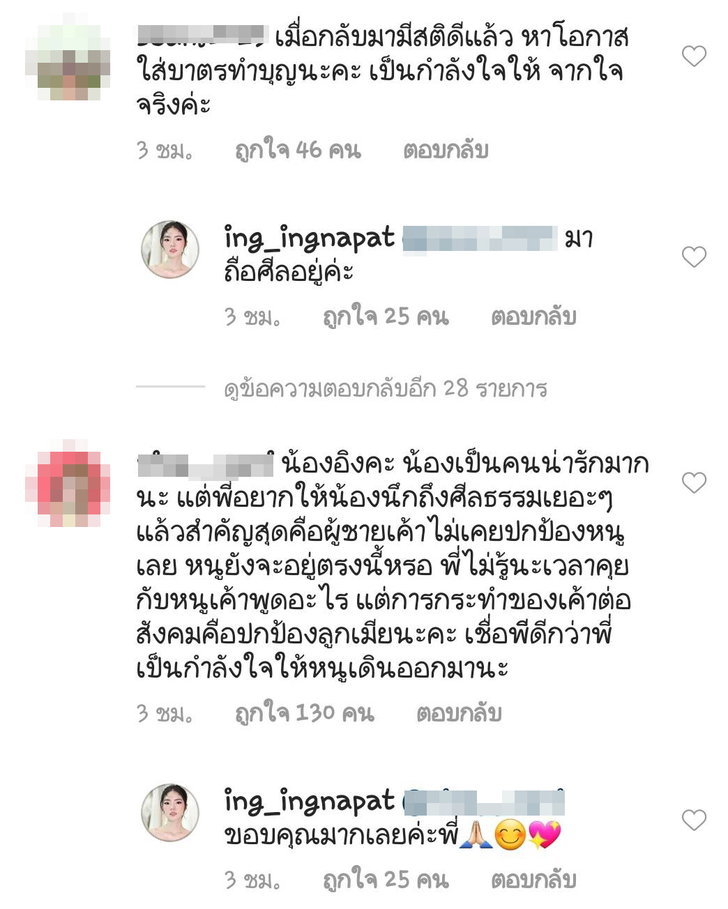 เมื่อกลับมามีสติดีแล้ว หาโอกาส
ใส่บาตรทำบุญนะคะ เป็นกำลังใจให้ จากใจ
จริงค่ะ
3 ชม. ถูกใจ 46 คน ตอบกลับ
ing_ingnapat มา
ถือศีลอยู่ค่ะ
3 ชม. ถูกใจ 25 คน ตอบกลับ
ดูข้อความตอบกลับอีก 28 รายการ
น้องอิงคะ น้องเป็นคนน่ารักมาก
นะ แต่พี่อยากให้น้องนึกถึงศีลธรรมเยอะๆ
แล้วสำคัญสุดคือผู้ชายเค้าไม่เคยปกป้องหนู
เลย หนูยังจะอยู่ตรงนี้หรอ พี่ไม่รู้นะเวลาคุย
กับหนูเค้าพูดอะไร แต่การกระทำของเค้าต่อ
สังคมคือปกป้องลูกเมียนะคะ เชื่อพีดีกว่าพี่
เป็นกำลังใจให้หนูเดินออกมานะ
3 ชม. ถูกใจ 130 คน ตอบกลับ
ing_ingnapat
ขอบคุณมากเลยค่ะพี่🙏🏻😊💖
3 ชม. ถูกใจ 25 คน ตอบกลับ